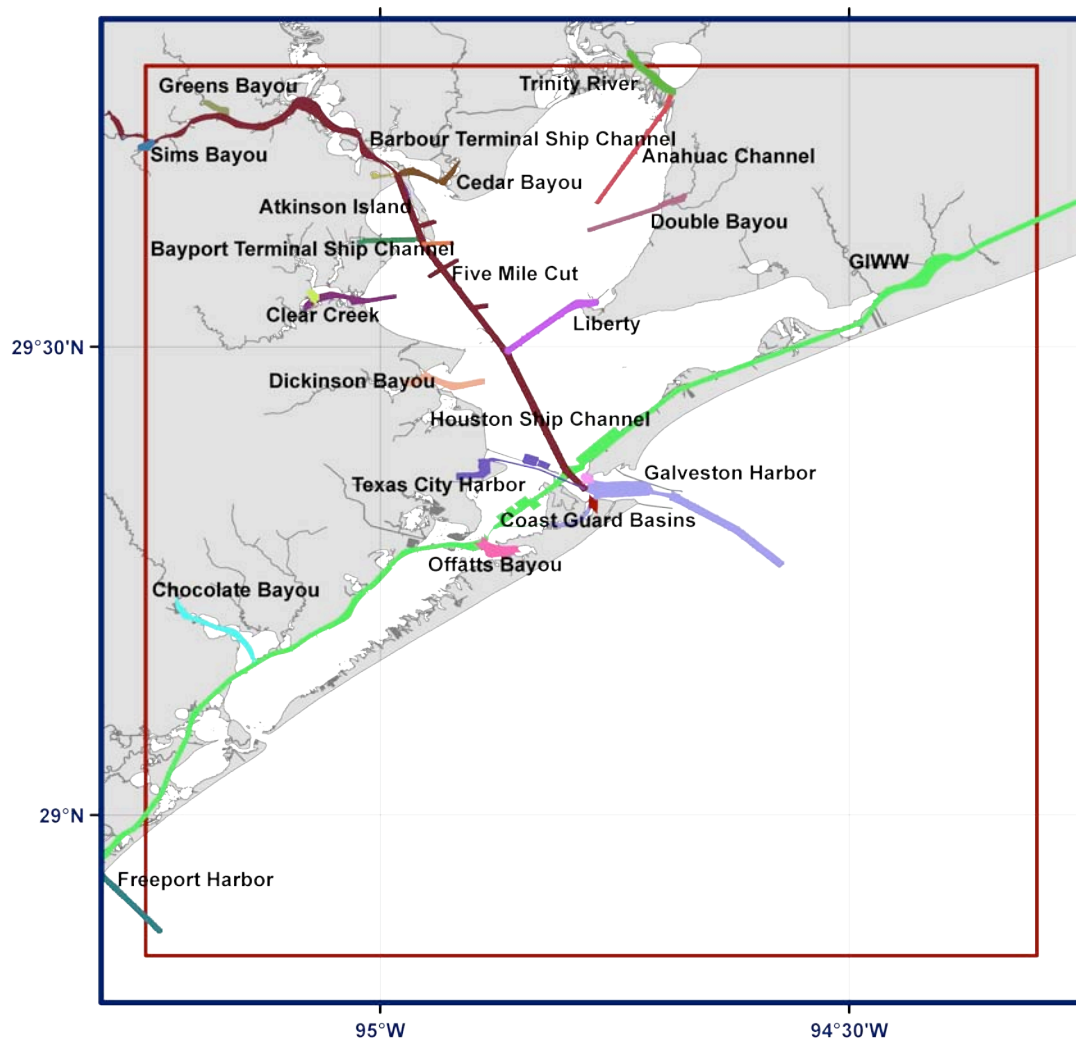 Trinity River
Greens Bayou
Barbour Terminal Ship Channel
Sims Bayou
Anahuac Channel
Cedar Bayou
Atkinson Island
Double Bayou
Bayport Terminal Ship Channel
GIWW
Five Mile Cut
Clear Creek
Liberty
29°30'N
Dickinson Bayou
Houston Ship Channel
Galveston Harbor
Texas City Harbor
Coast Guard Basins
Offatts Bayou
Chocolate Bayou
29°N
Freeport Harbor
95°W
94°30'W